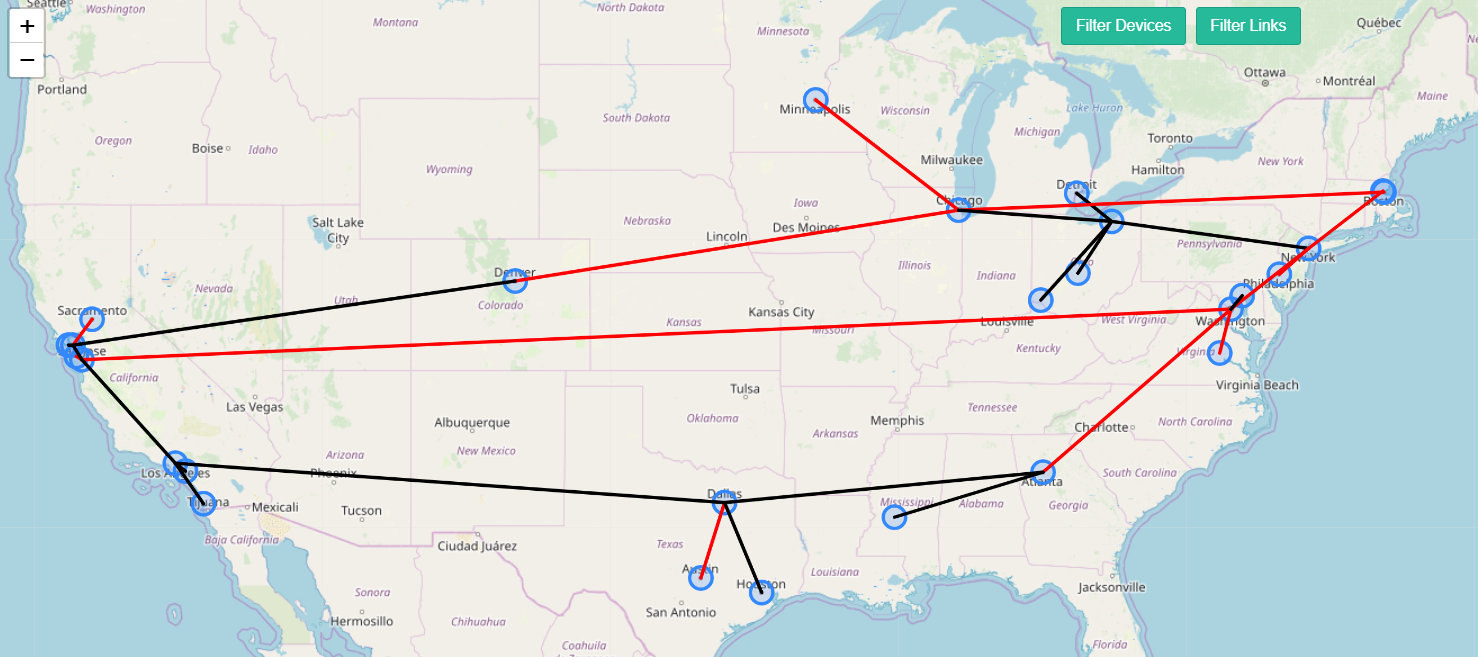 Seattle
Washington
Montana
North Dakota
Minnesota
+
−
Filter Devices
Filter Links
Québec
Ottawa
Montréal
Portland
Maine
South Dakota
Minneapolis
Wisconsin
Lake Huron
Oregon
Boise
Idaho
Michigan
Toronto
Wyoming
Milwaukee
Hamilton
New York
Detroit
Chicago
Boston
Iowa
Salt Lake
City
Nebraska
Lincoln
Des Moines
Pennsylvania
New York
Illinois
Indiana
Denver
Nevada
Utah
Colorado
Philadelphia
Sacramento
Kansas
Kansas City
Missouri
Louisville
West Virginia
Washington
Kentucky
Virginia
California
Virginia Beach
Las Vegas
Tulsa
Oklahoma
Albuquerque
Memphis
Tennessee
Charlotte
North Carolina
Arkansas
Arizona
New Mexico
Los Angeles
Phoenix
South Carolina
Atlanta
Dallas
Tijuana
Mexicali
Tucson
Mississippi
Alabama
Georgia
Baja California
Ciudad Juárez
Texas
Austin
Houston
Louisiana
Sonora
Jacksonville
San Antonio
Hermosillo
Chihuahua
Coahuila
Florida